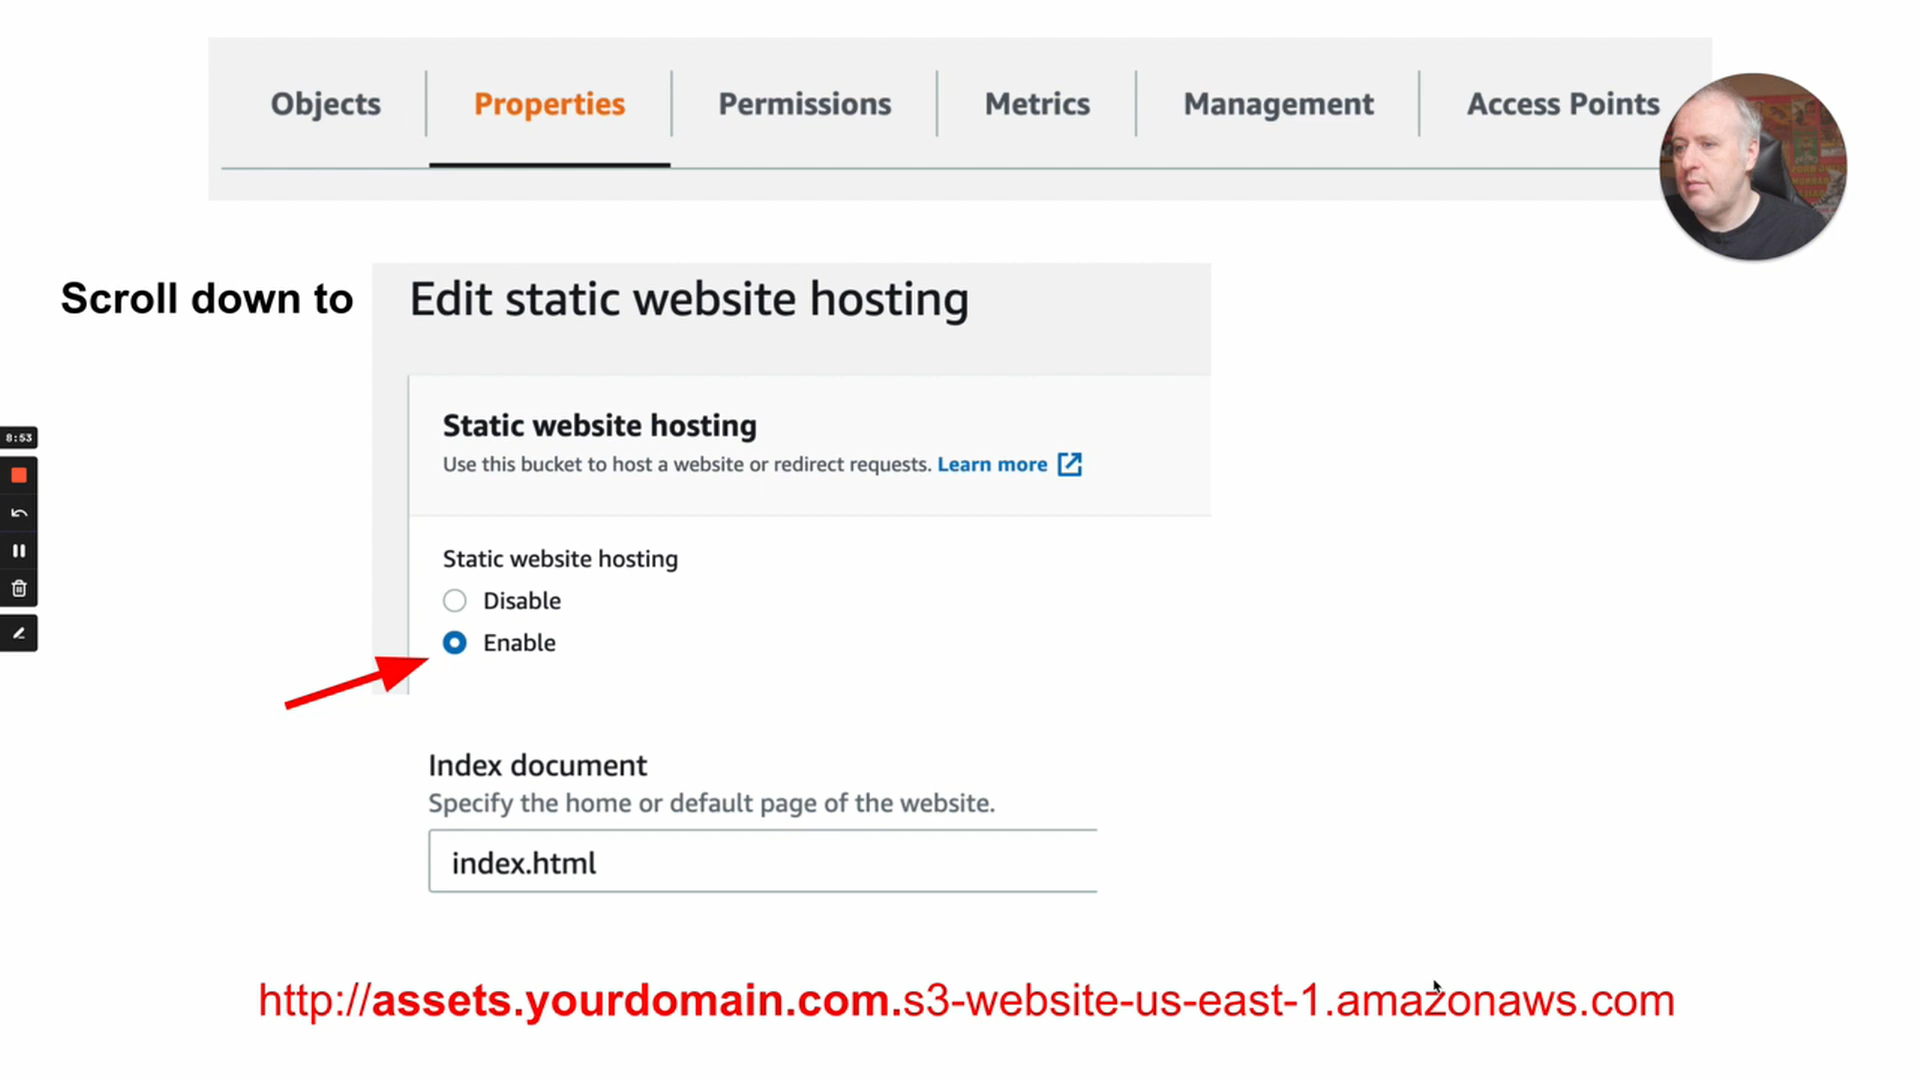 Objects Properties Permissions Metrics Management Access Points
Scroll down to Edit static website hosting
Static website hosting
Use this bucket to host a website or redirect requests. Learn more
8:53
Static website hosting
Disable
Enable
Index document
Specify the home or default page of the website.
index.html
http://assets.yourdomain.com.s3-website-us-east-1.amazonaws.com